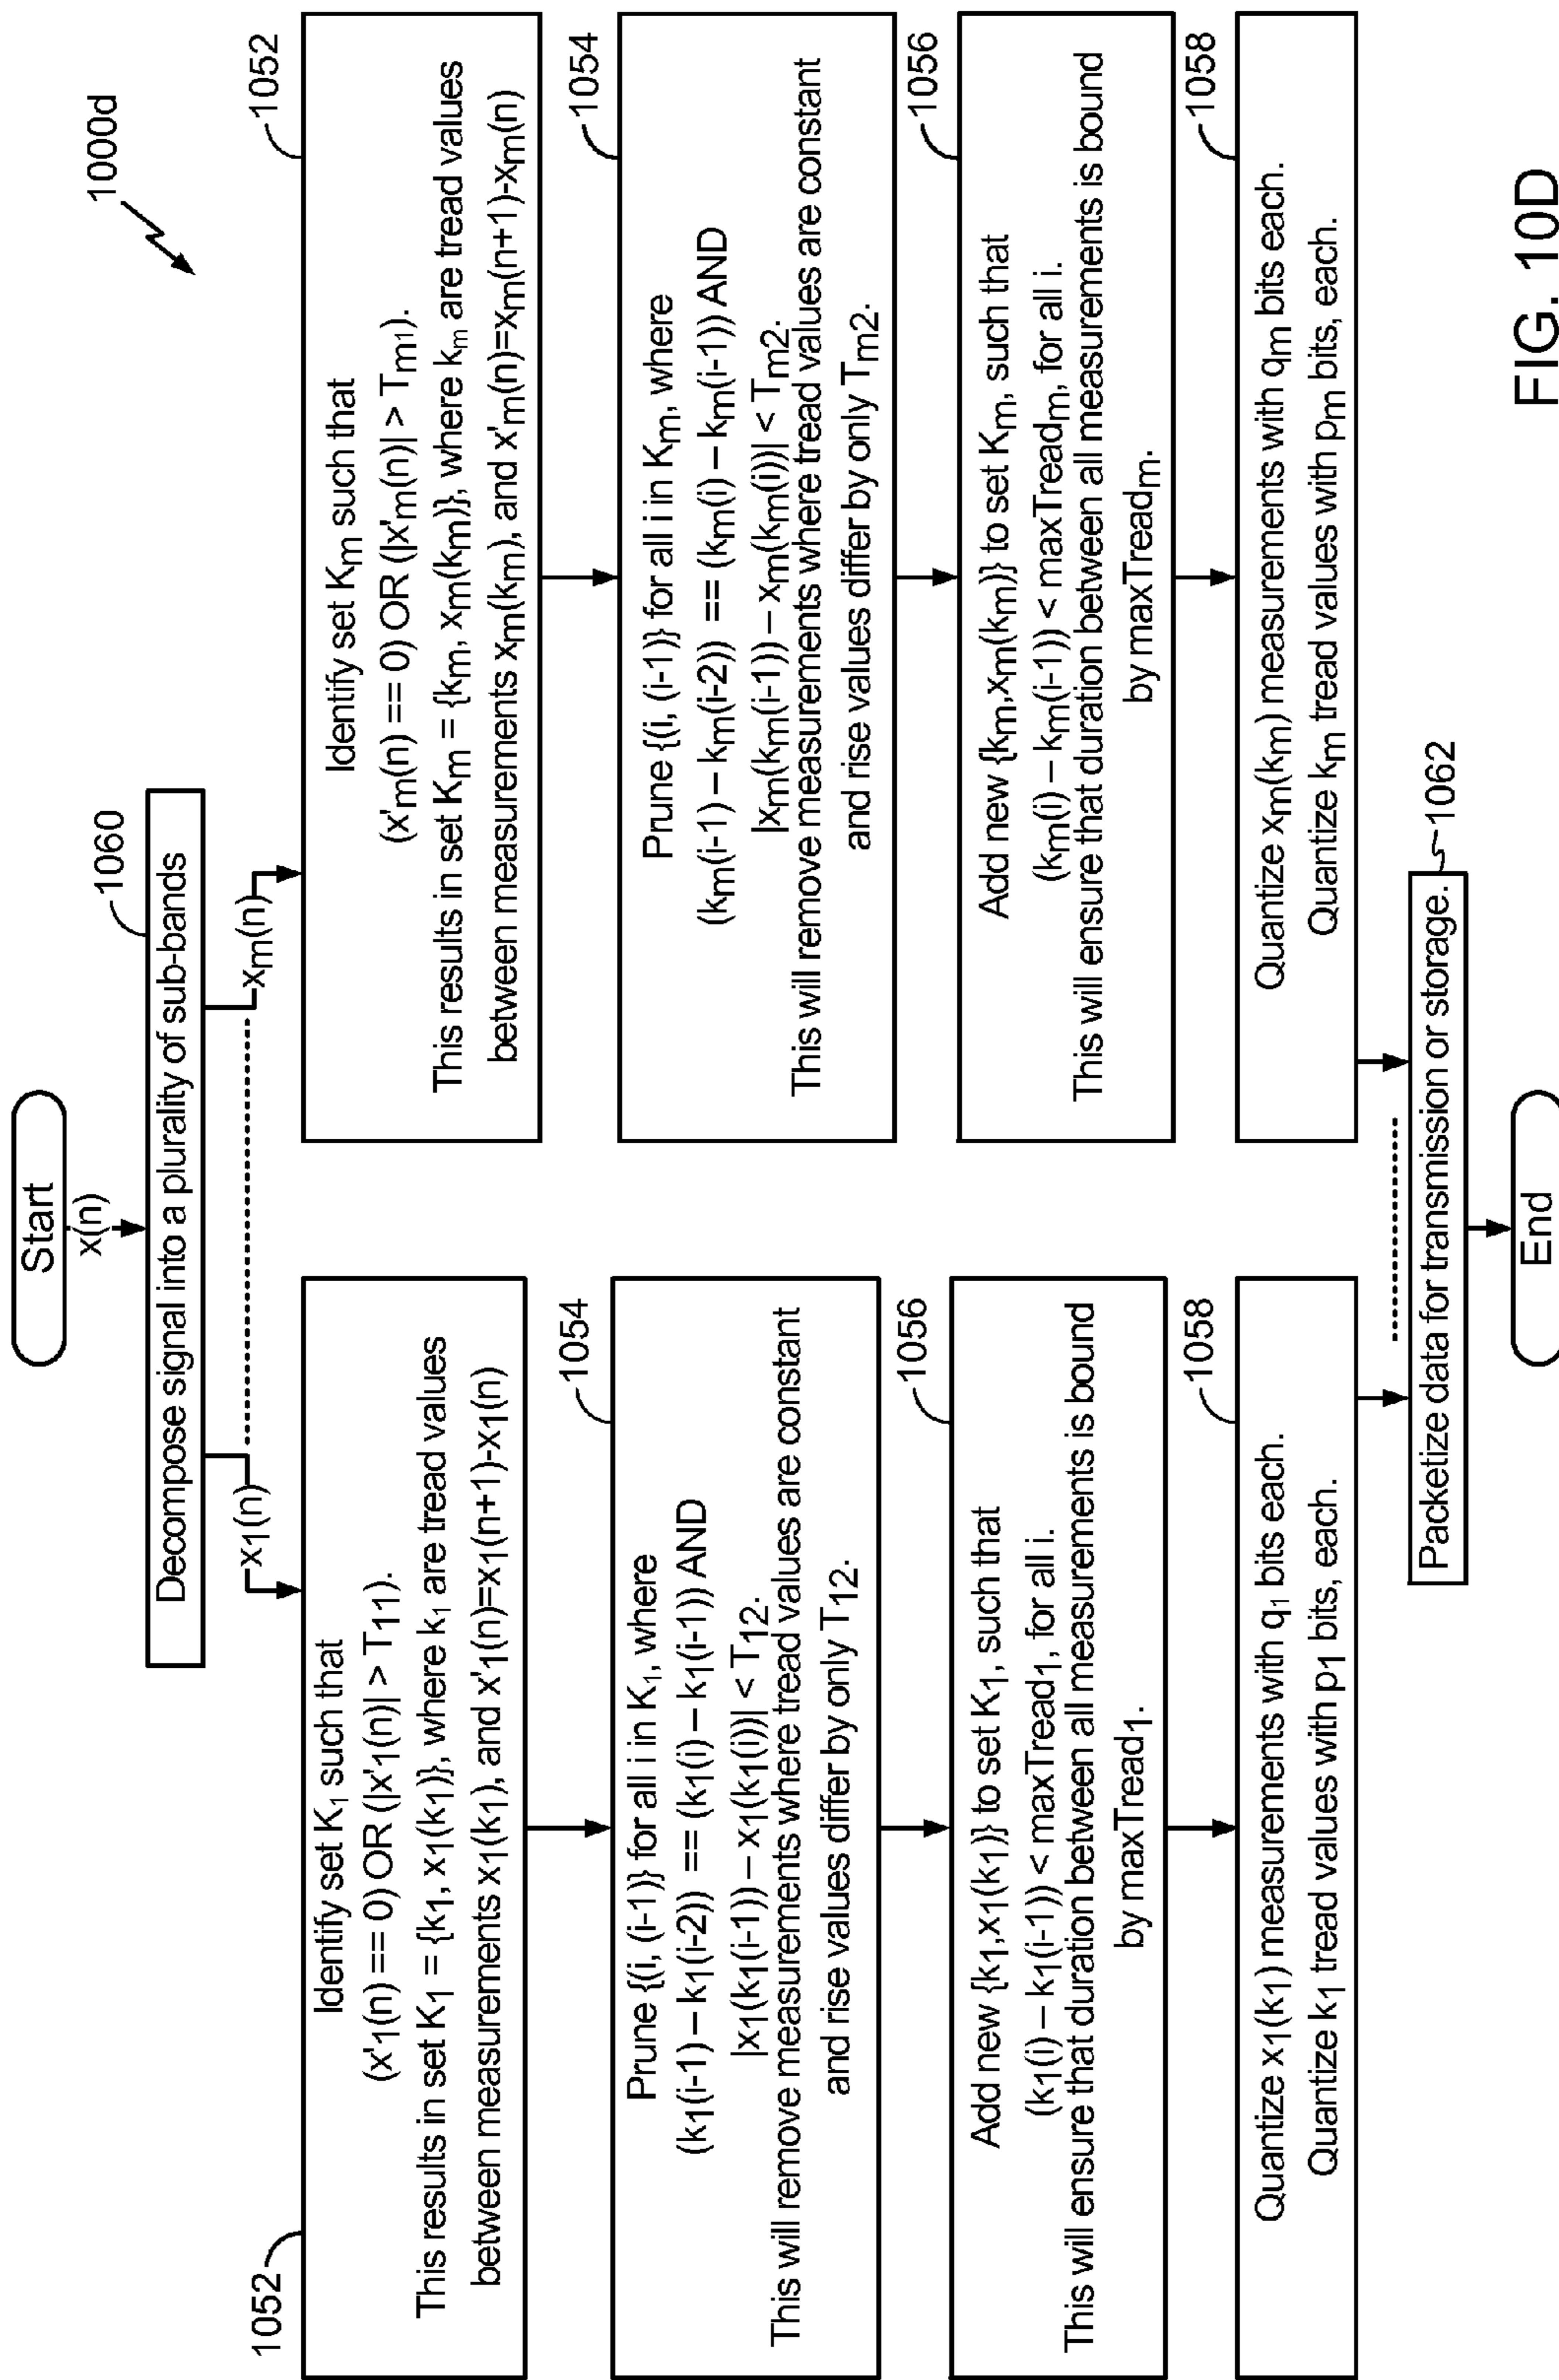 1000d
Start
x(n)
1060
Decompose signal into a plurality of sub-bands
x₁(n)
xₘ(n)
1052
Identify set K₁ such that
(x'₁(n) == 0) OR (|x'₁(n)| > T₁₁).
This results in set K₁ = {k₁, x₁(k₁)}, where k₁ are tread values
between measurements x₁(k₁), and x'₁(n)=x₁(n+1)-x₁(n)
1054
Prune {(i, (i-1)} for all i in K₁, where
(k₁(i-1) – k₁(i-2)) == (k₁(i) – k₁(i-1)) AND
|x₁(k₁(i-1)) – x₁(k₁(i))| < T₁₂.
This will remove measurements where tread values are constant
and rise values differ by only T₁₂.
1056
Add new {k₁,x₁(k₁)} to set K₁, such that
(k₁(i) – k₁(i-1)) < maxTread₁, for all i.
This will ensure that duration between all measurements is bound
by maxTread₁.
1058
Quantize x₁(k₁) measurements with q₁ bits each.
Quantize k₁ tread values with p₁ bits, each.
1052
Identify set Kₘ such that
(x'ₘ(n) == 0) OR (|x'ₘ(n)| > Tₘ₁).
This results in set Kₘ = {kₘ, xₘ(kₘ)}, where kₘ are tread values
between measurements xₘ(kₘ), and x'ₘ(n)=xₘ(n+1)-xₘ(n)
1054
Prune {(i, (i-1)} for all i in Kₘ, where
(kₘ(i-1) – kₘ(i-2)) == (kₘ(i) – kₘ(i-1)) AND
|xₘ(kₘ(i-1)) – xₘ(kₘ(i))| < Tₘ₂.
This will remove measurements where tread values are constant
and rise values differ by only Tₘ₂.
1056
Add new {kₘ,xₘ(kₘ)} to set Kₘ, such that
(kₘ(i) – kₘ(i-1)) < maxTreadₘ, for all i.
This will ensure that duration between all measurements is bound
by maxTreadₘ.
1058
Quantize xₘ(kₘ) measurements with qₘ bits each.
Quantize kₘ tread values with pₘ bits, each.
1062
Packetize data for transmission or storage.
End
FIG. 10D